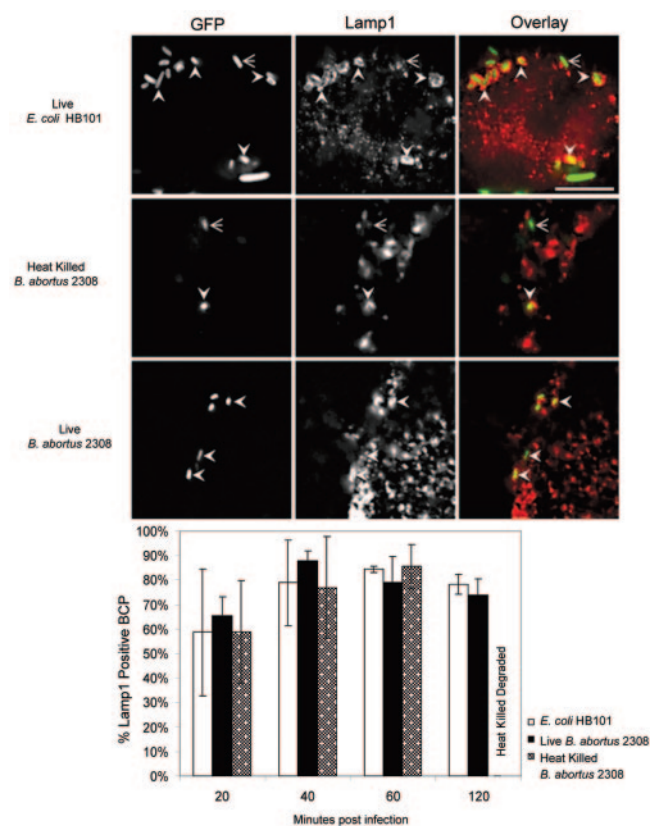 GFP Lamp1 Overlay
Live
E. coli HB101
Heat Killed
B. abortus 2308
Live
B. abortus 2308
% Lamp1 Positive BCP
100%
90%
80%
70%
60%
50%
40%
30%
20%
10%
0%
Heat Killed Degraded
20 40 60 120
Minutes post infection
E. coli HB101
Live B. abortus 2308
Heat Killed
B. abortus 2308